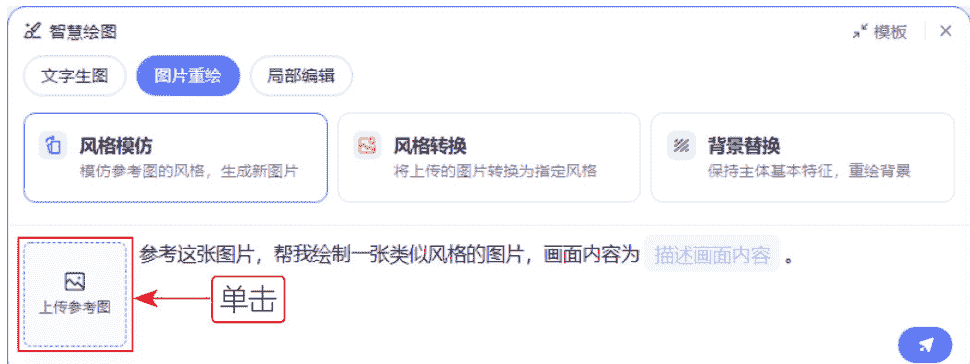 智慧绘图 模板
文字生图 图片重绘 局部编辑
风格模仿 风格转换 背景替换
模仿参考图的风格，生成新图片 将上传的图片转换为指定风格 保持主体基本特征，重绘背景
参考这张图片，帮我绘制一张类似风格的图片，画面内容为 描述画面内容 。
上传参考图 单击